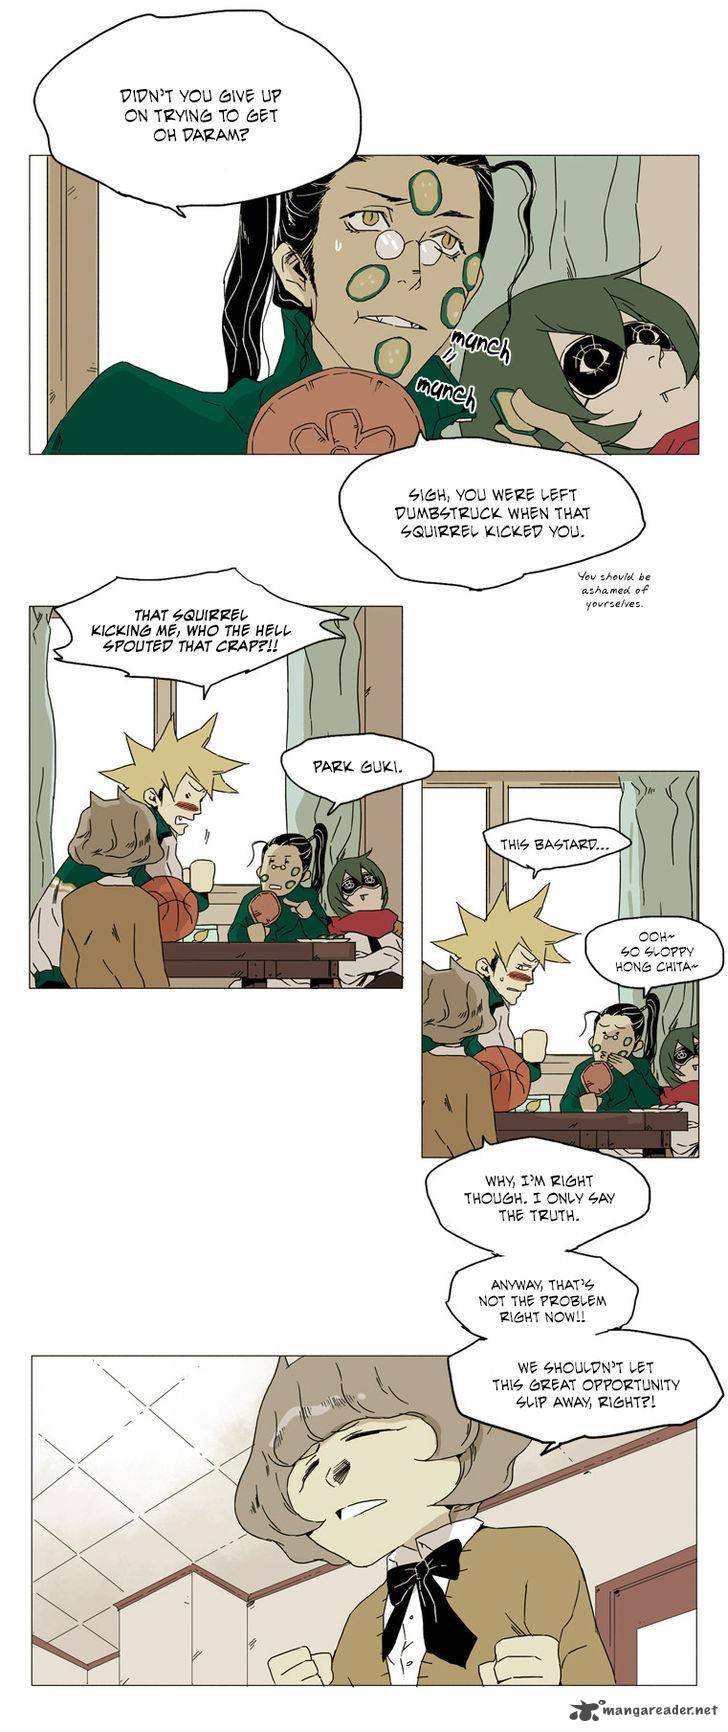 DIDN'T YOU GIVE UP
ON TRYING TO GET
OH DARAM?
munch
munch
SIGH, YOU WERE LEFT
DUMBSTRUCK WHEN THAT
SQUIRREL KICKED YOU.
You should be
ashamed of
yourselves.
THAT SQUIRREL
KICKING ME, WHO THE HELL
SPOUTED THAT CRAP?!!
PARK GUKI.
THIS BASTARD...
OOH~
SO SLOPPY
HONG CHITA~
WHY, I'M RIGHT
THOUGH. I ONLY SAY
THE TRUTH.
ANYWAY, THAT'S
NOT THE PROBLEM
RIGHT NOW!!
WE SHOULDN'T LET
THIS GREAT OPPORTUNITY
SLIP AWAY, RIGHT?!
mangareader.net